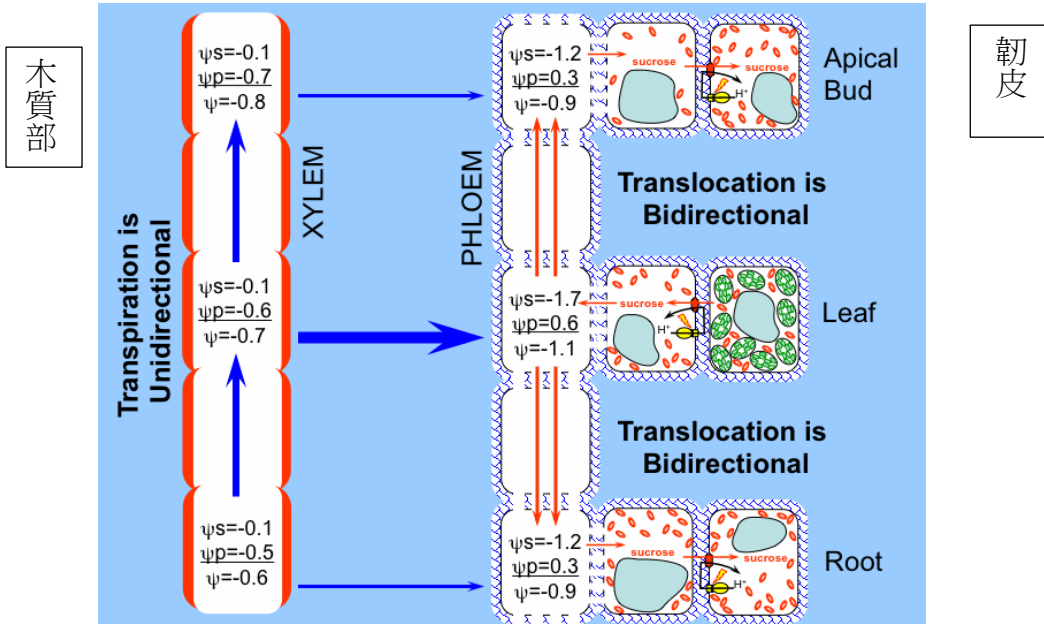 木質部
Transpiration is
Unidirectional
ψs=-0.1
ψp=-0.7
ψ=-0.8
ψs=-0.1
ψp=-0.6
ψ=-0.7
ψs=-0.1
ψp=-0.5
ψ=-0.6
XYLEM
PHLOEM
ψs=-1.2
ψp=0.3
ψ=-0.9
sucrose
sucrose
H⁺
Apical
Bud
Translocation is
Bidirectional
ψs=-1.7
ψp=0.6
ψ=-1.1
sucrose
H⁺
Leaf
Translocation is
Bidirectional
ψs=-1.2
ψp=0.3
ψ=-0.9
sucrose
sucrose
H⁺
Root
韌皮